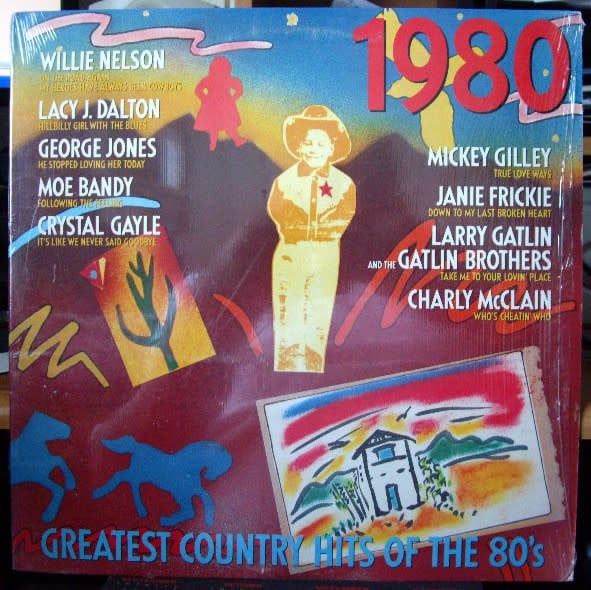 1980
WILLIE NELSON
ON THE ROAD AGAIN
MY HEROES HAVE ALWAYS BEEN COWBOYS
LACY J. DALTON
HILLBILLY GIRL WITH THE BLUES
GEORGE JONES
HE STOPPED LOVING HER TODAY
MOE BANDY
FOLLOWING THE FEELING
CRYSTAL GAYLE
IT'S LIKE WE NEVER SAID GOODBYE
MICKEY GILLEY
TRUE LOVE WAYS
JANIE FRICKIE
DOWN TO MY LAST BROKEN HEART
LARRY GATLIN
AND THE GATLIN BROTHERS
TAKE ME TO YOUR LOVIN' PLACE
CHARLY McCLAIN
WHO'S CHEATIN' WHO
GREATEST COUNTRY HITS OF THE 80's